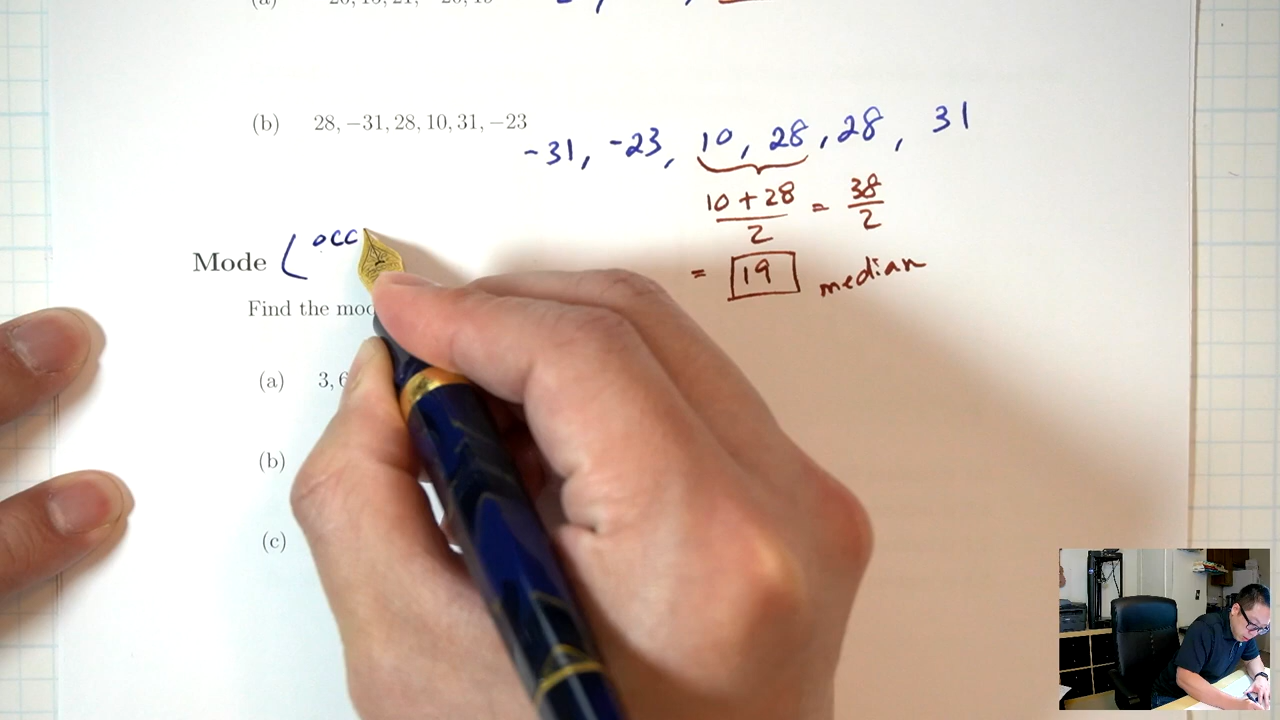 (a)
(b) 28, −31, 28, 10, 31, −23
-31, -23, 10, 28, 28, 31
10 + 28 = 38
2 2
= 19 median
Mode ( occ
Find the mo
(a) 3, 6
(b)
(c)